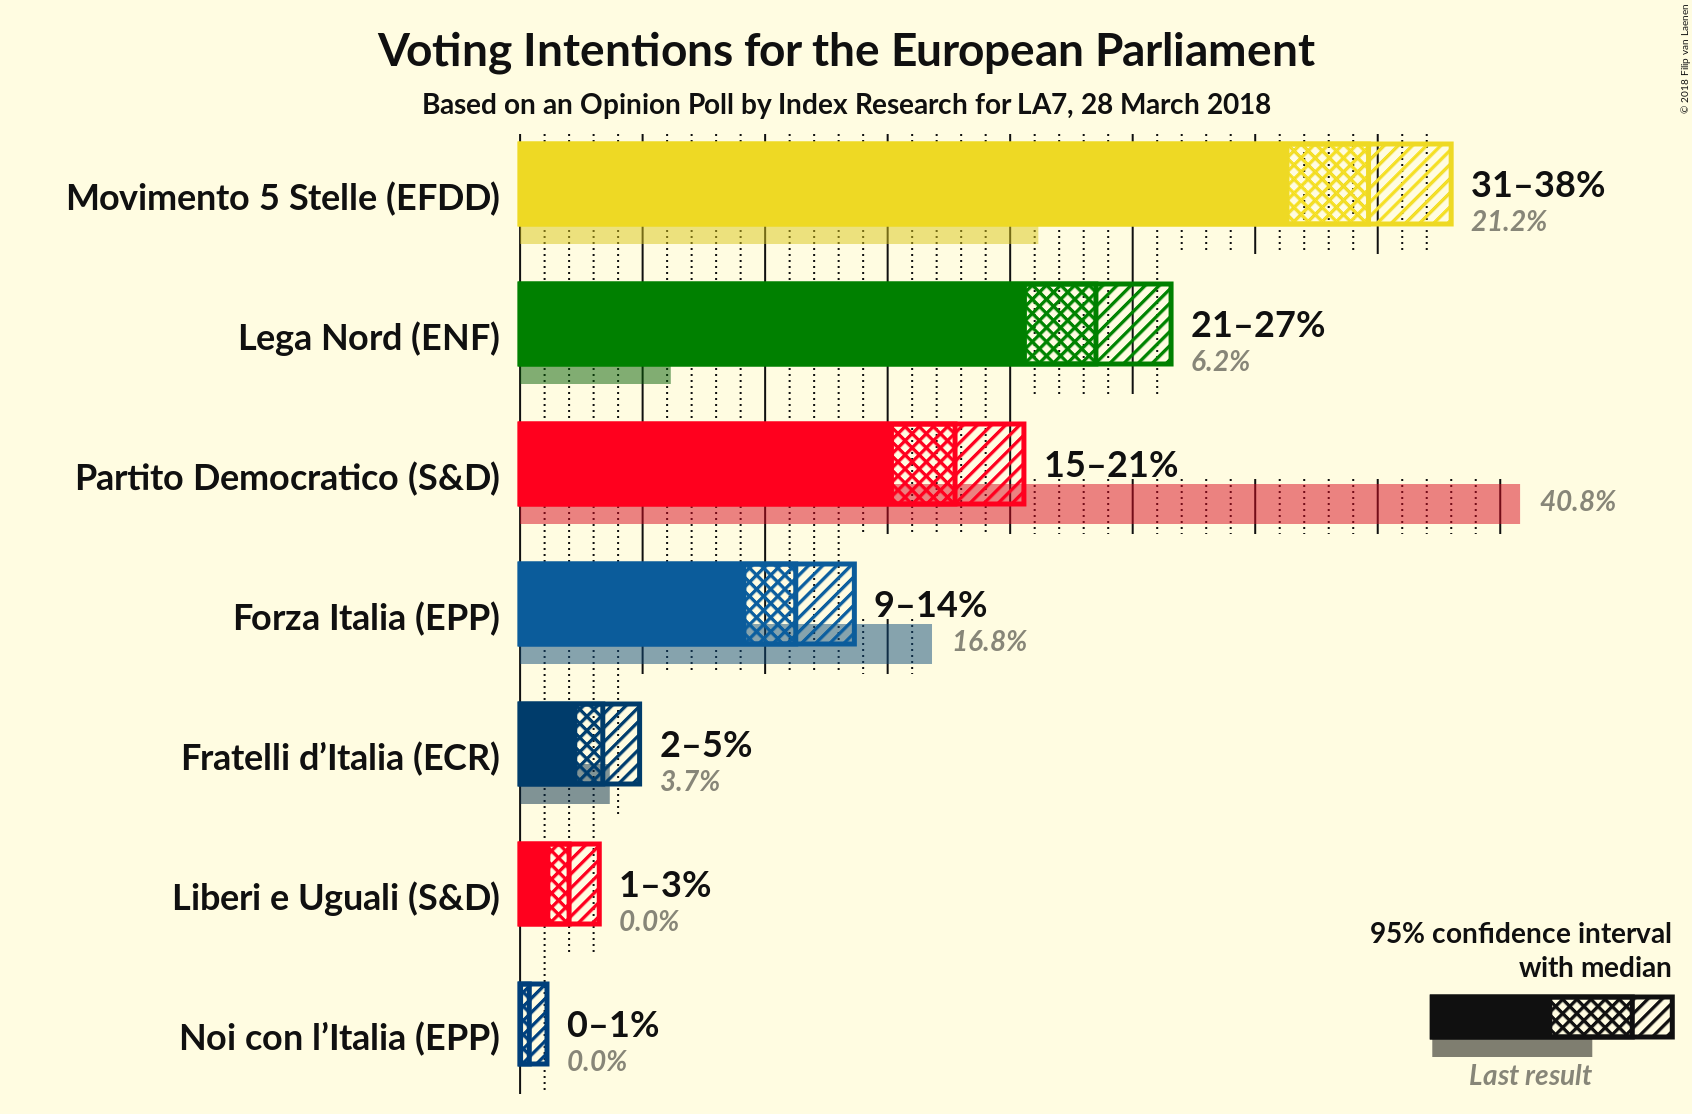 Voting Intentions for the European Parliament
Based on an Opinion Poll by Index Research for LA7, 28 March 2018
© 2018 Filip van Laenen
Movimento 5 Stelle (EFDD)
31–38%
21.2%
Lega Nord (ENF)
21–27%
6.2%
Partito Democratico (S&D)
15–21%
40.8%
Forza Italia (EPP)
9–14%
16.8%
Fratelli d’Italia (ECR)
2–5%
3.7%
Liberi e Uguali (S&D)
1–3%
0.0%
Noi con l’Italia (EPP)
0–1%
0.0%
95% confidence interval
with median
Last result